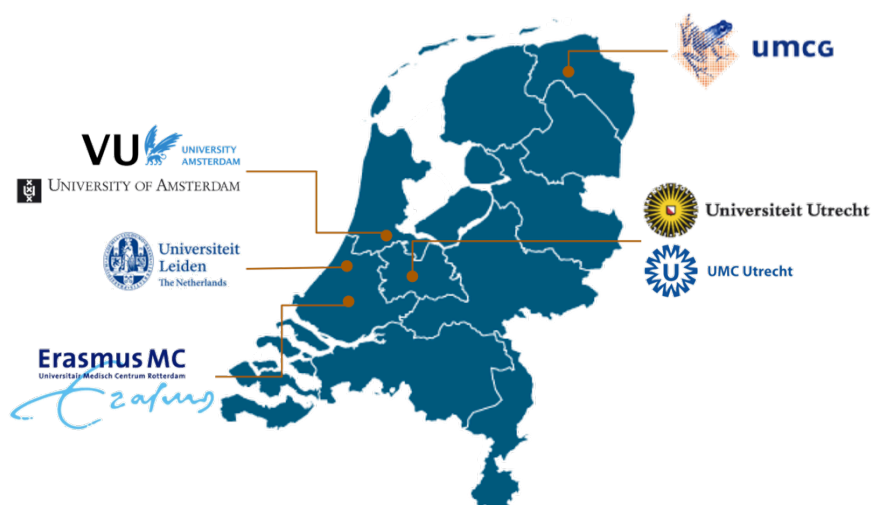 umcg
VU
UNIVERSITY
AMSTERDAM
UNIVERSITY OF AMSTERDAM
Universiteit Utrecht
Universiteit
Leiden
The Netherlands
U
UMC Utrecht
Erasmus MC
Universitair Medisch Centrum Rotterdam
Erasmus